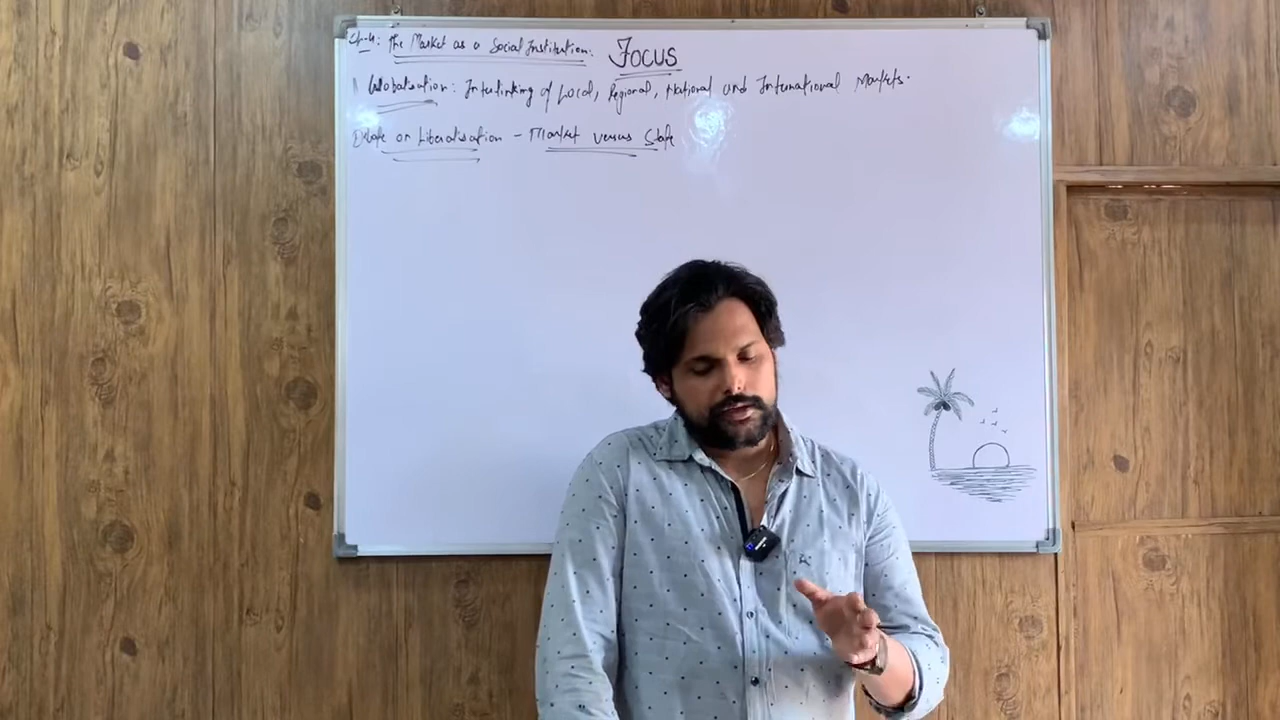 Ch-4: The Market as a Social Institution: FOCUS
Globalisation: Interlinking of Local, Regional, National and International Markets.
Debate on Liberalisation - Market versus State